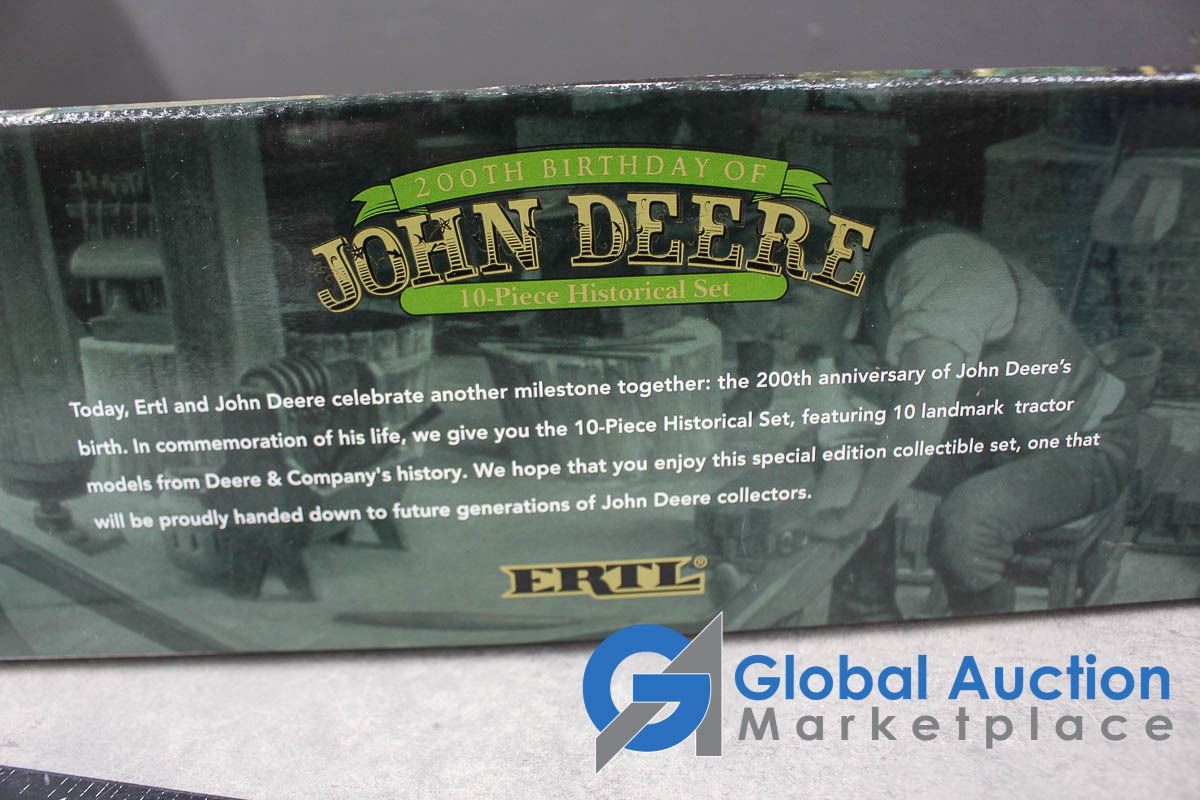 200TH BIRTHDAY OF
JOHN DEERE
10-Piece Historical Set
Today, Ertl and John Deere celebrate another milestone together: the 200th anniversary of John Deere's
birth. In commemoration of his life, we give you the 10-Piece Historical Set, featuring 10 landmark tractor
models from Deere & Company's history. We hope that you enjoy this special edition collectible set, one that
will be proudly handed down to future generations of John Deere collectors.
ERTL®
GA Global Auction
Marketplace